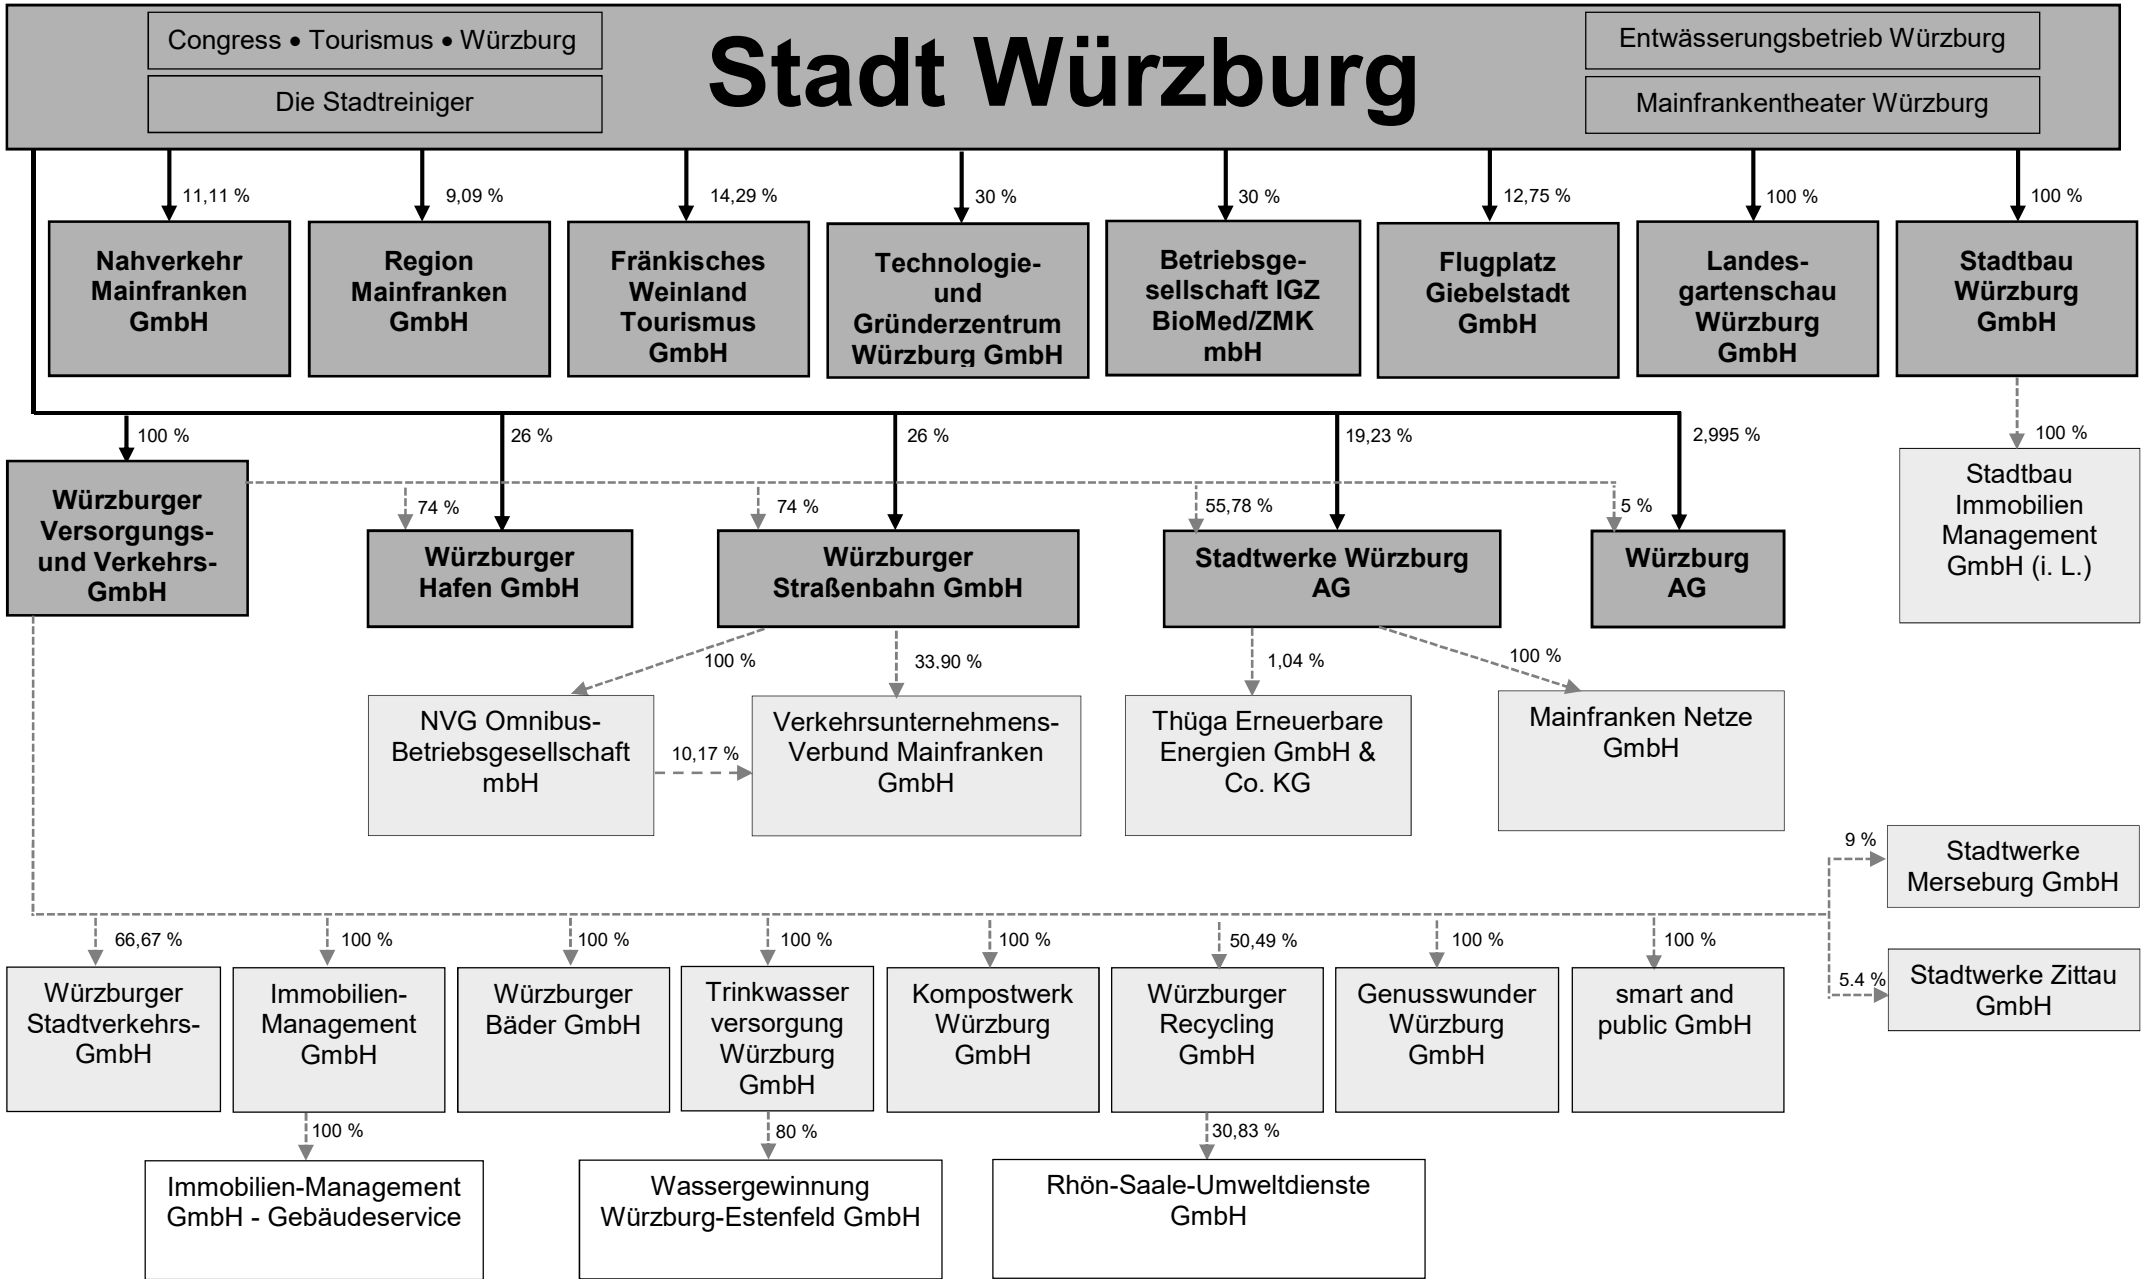 Congress • Tourismus • Würzburg
Die Stadtreiniger
Stadt Würzburg
Entwässerungsbetrieb Würzburg
Mainfrankentheater Würzburg
11,11 %
9,09 %
14,29 %
30 %
30 %
12,75 %
100 %
100 %
Nahverkehr
Mainfranken
GmbH
Region
Mainfranken
GmbH
Fränkisches
Weinland
Tourismus
GmbH
Technologie-
und
Gründerzentrum
Würzburg GmbH
Betriebsge-
sellschaft IGZ
BioMed/ZMK
mbH
Flugplatz
Giebelstadt
GmbH
Landes-
gartenschau
Würzburg
GmbH
Stadtbau
Würzburg
GmbH
100 %
26 %
26 %
19,23 %
2,995 %
100 %
Würzburger
Versorgungs-
und Verkehrs-
GmbH
74 %
74 %
55,78 %
5 %
Würzburger
Hafen GmbH
Würzburger
Straßenbahn GmbH
Stadtwerke Würzburg
AG
Würzburg
AG
Stadtbau
Immobilien
Management
GmbH (i. L.)
100 %
33,90 %
1,04 %
100 %
NVG Omnibus-
Betriebsgesellschaft
mbH
10,17 %
Verkehrsunternehmens-
Verbund Mainfranken
GmbH
Thüga Erneuerbare
Energien GmbH &
Co. KG
Mainfranken Netze
GmbH
9 %
Stadtwerke
Merseburg GmbH
66,67 %
100 %
100 %
100 %
100 %
50,49 %
100 %
100 %
5.4 %
Stadtwerke Zittau
GmbH
Würzburger
Stadtverkehrs-
GmbH
Immobilien-
Management
GmbH
Würzburger
Bäder GmbH
Trinkwasser
versorgung
Würzburg
GmbH
Kompostwerk
Würzburg
GmbH
Würzburger
Recycling
GmbH
Genusswunder
Würzburg
GmbH
smart and
public GmbH
100 %
80 %
30,83 %
Immobilien-Management
GmbH - Gebäudeservice
Wassergewinnung
Würzburg-Estenfeld GmbH
Rhön-Saale-Umweltdienste
GmbH